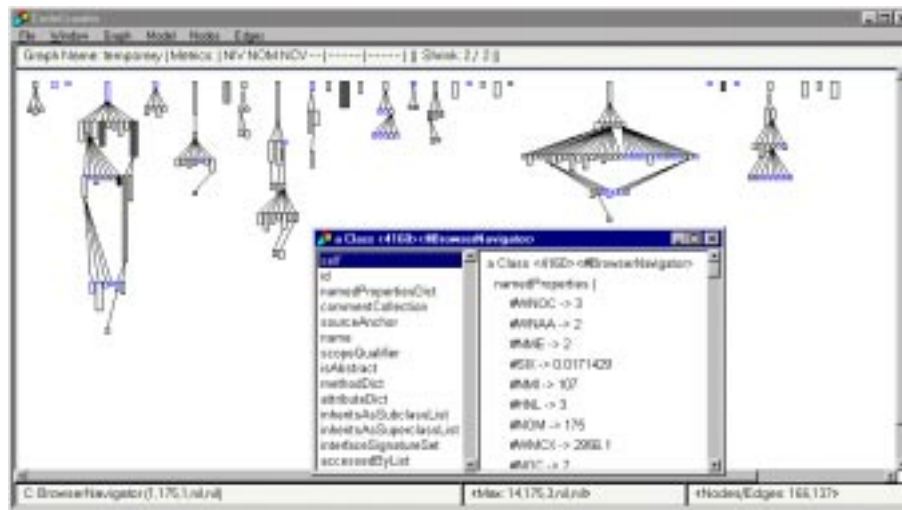 CodeCrawler
File Window Graph Model Nodes Edges
Graph Name: temporary | Metrics: | NIV NOM NCV --|------|------| || Shrink: 2 / 2 ||
a Class <4160> <#BrowserNavigator>
self
id
namedPropertiesDict
commentCollection
sourceAnchor
name
scopeQualifier
isAbstract
methodDict
attributeDict
inheritsAsSubclassList
inheritsAsSuperclassList
interfaceSignatureSet
accessedByList
a Class <4160> <#BrowserNavigator>
namedProperties (
#WNOC -> 3
#WNAA -> 2
#NME -> 2
#SIX -> 0.0171429
#NMI -> 107
#HNL -> 3
#NOM -> 175
-> 7
C: BrowserNavigator (1,175,1,nil,nil)
<Max: 14,175,3,nil,nil>
<Nodes/Edges: 166,137>